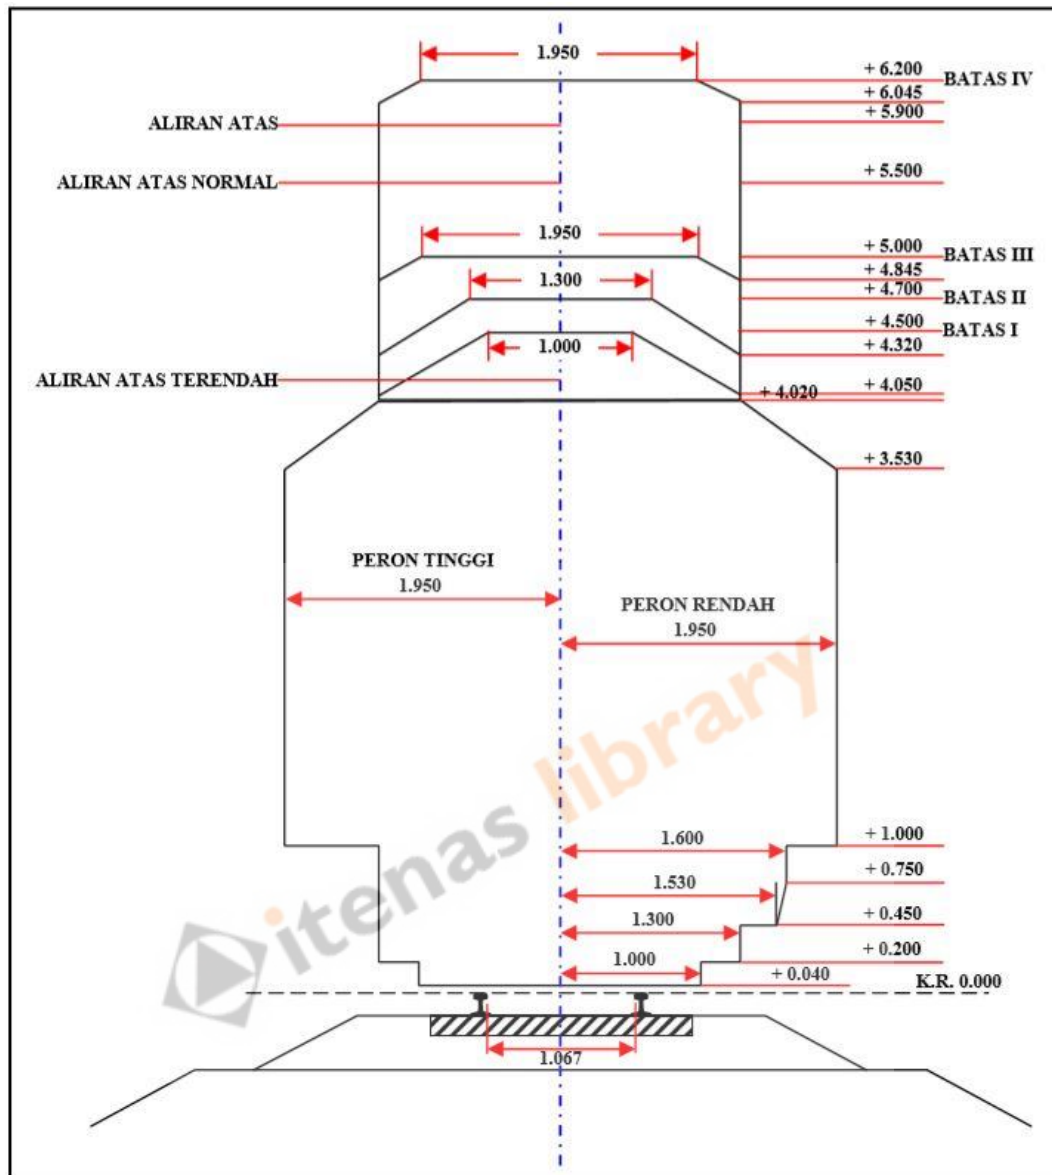 1.950
+ 6.200
BATAS IV
+ 6.045
+ 5.900
ALIRAN ATAS
+ 5.500
ALIRAN ATAS NORMAL
1.950
+ 5.000
BATAS III
+ 4.845
1.300
+ 4.700
BATAS II
+ 4.500
BATAS I
1.000
+ 4.320
ALIRAN ATAS TERENDAH
+ 4.050
+ 4.020
+ 3.530
PERON TINGGI
1.950
PERON RENDAH
1.950
1.600
+ 1.000
+ 0.750
1.530
+ 0.450
1.300
+ 0.200
1.000
+ 0.040
K.R. 0.000
1.067
itenas library